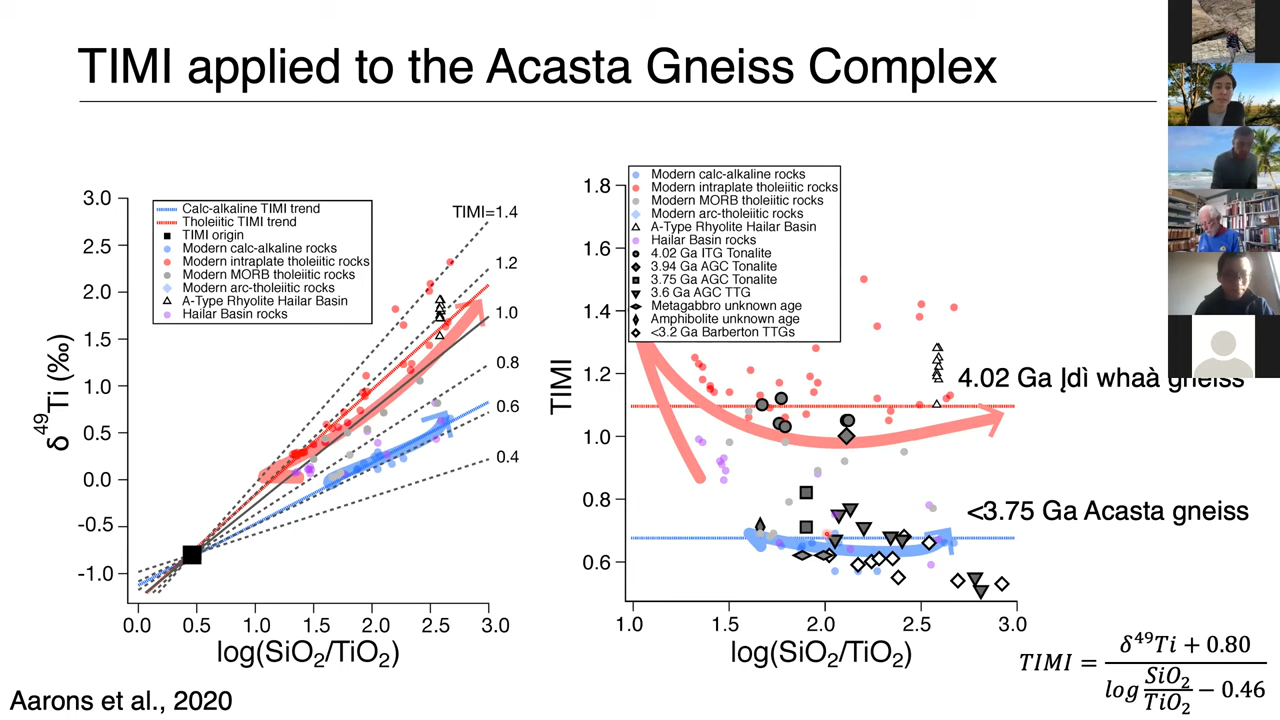 TIMI applied to the Acasta Gneiss Complex
3.0
2.5
2.0
1.5
1.0
0.5
0.0
-0.5
-1.0
δ⁴⁹Ti (‰)
Calc-alkaline TIMI trend
Tholeiitic TIMI trend
TIMI origin
Modern calc-alkaline rocks
Modern intraplate tholeiitic rocks
Modern MORB tholeiitic rocks
Modern arc-tholeiitic rocks
A-Type Rhyolite Hailar Basin
Hailar Basin rocks
TIMI=1.4
1.2
1.0
0.8
0.6
0.4
0.0 0.5 1.0 1.5 2.0 2.5 3.0
log(SiO₂/TiO₂)
1.8
1.6
1.4
1.2
1.0
0.8
0.6
TIMI
Modern calc-alkaline rocks
Modern intraplate tholeiitic rocks
Modern MORB tholeiitic rocks
Modern arc-tholeiitic rocks
A-Type Rhyolite Hailar Basin
Hailar Basin rocks
4.02 Ga ITG Tonalite
3.94 Ga AGC Tonalite
3.75 Ga AGC Tonalite
3.6 Ga AGC TTG
Metagabbro unknown age
Amphibolite unknown age
<3.2 Ga Barberton TTGs
1.0 1.5 2.0 2.5 3.0
log(SiO₂/TiO₂)
4.02 Ga Įdì whaà gneiss
<3.75 Ga Acasta gneiss
TIMI = δ⁴⁹Ti + 0.80
log SiO₂/TiO₂ − 0.46
Aarons et al., 2020